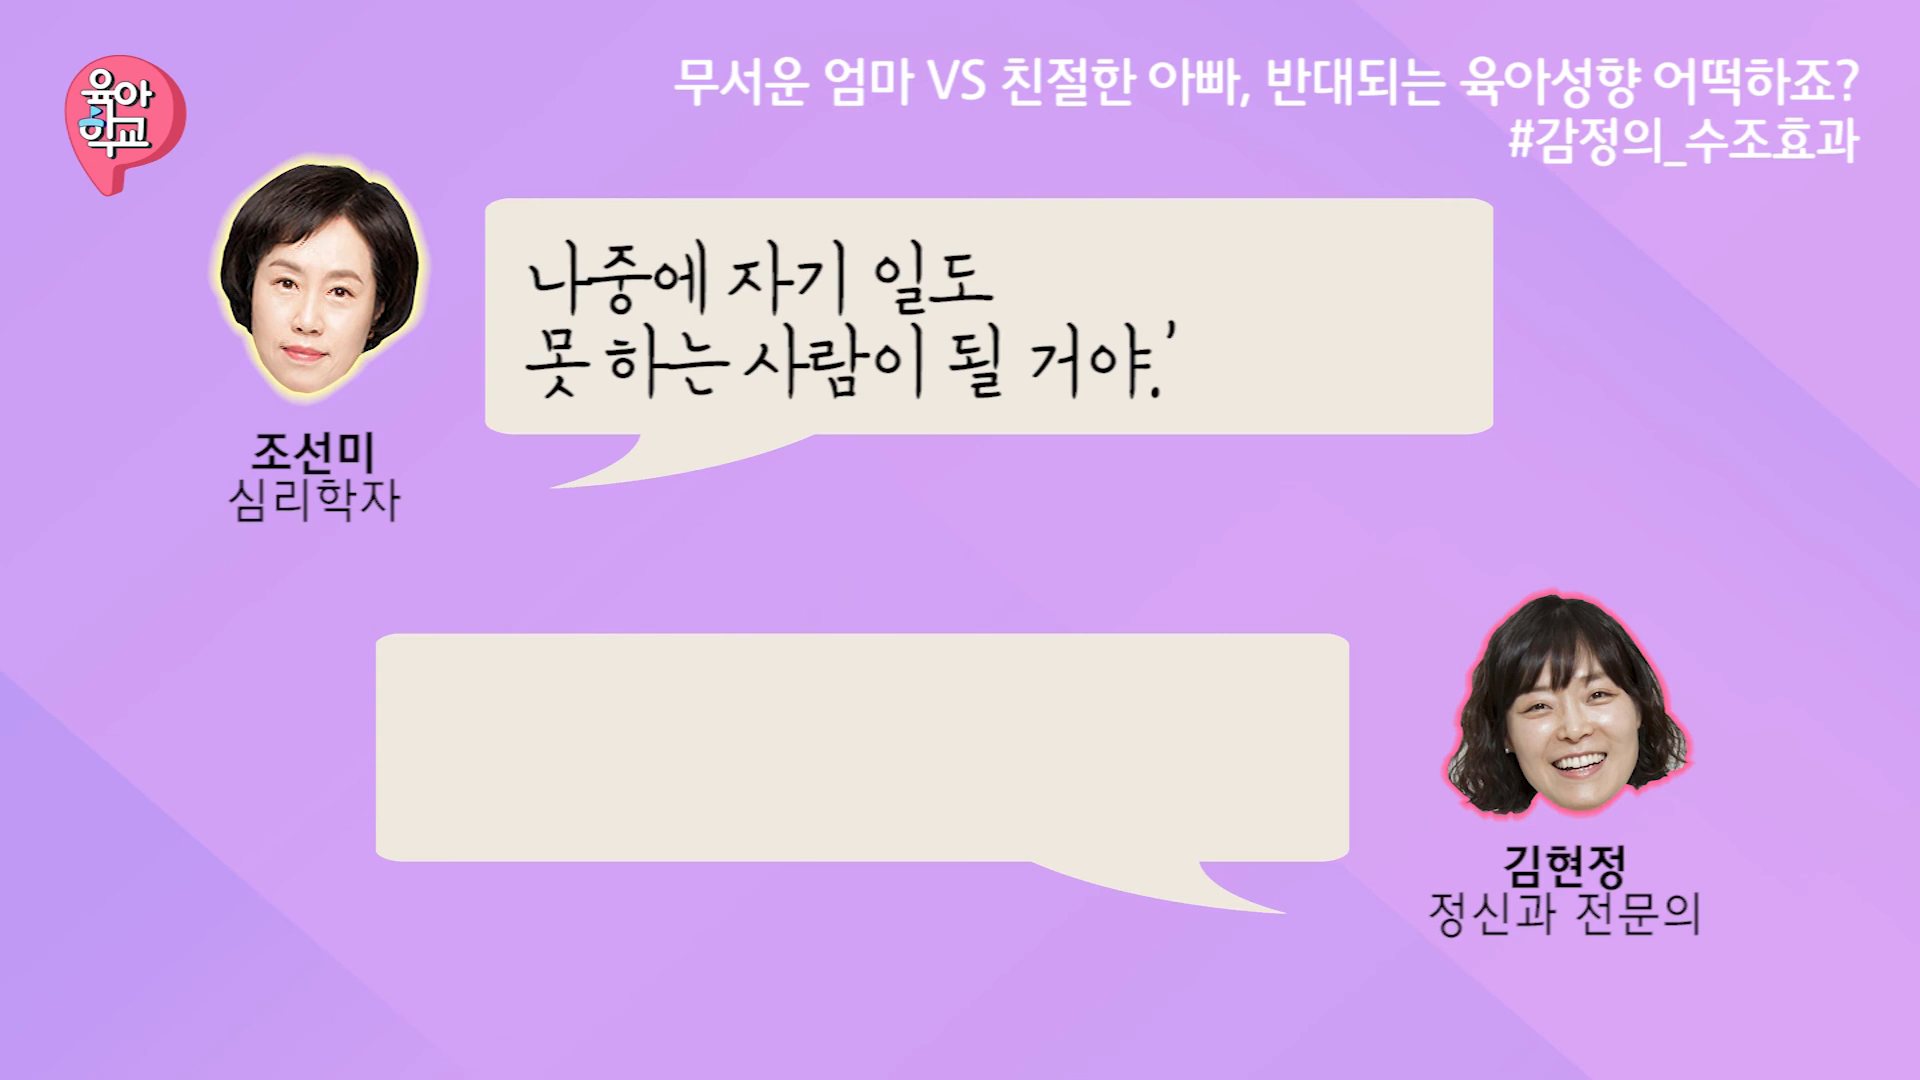 육아
학교
무서운 엄마 VS 친절한 아빠, 반대되는 육아성향 어떡하죠?
#감정의_수조효과
나중에 자기 일도
못 하는 사람이 될 거야.’
조선미
심리학자
김현정
정신과 전문의